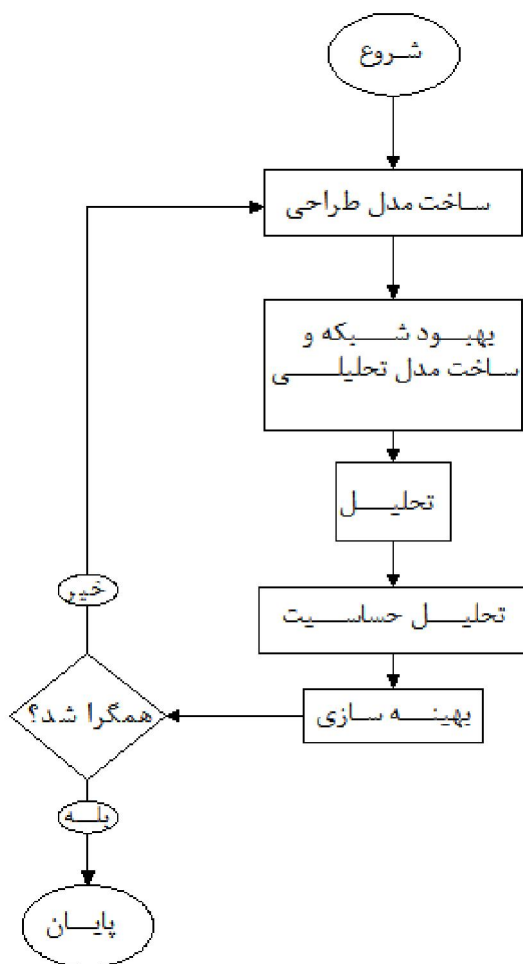 شروع
ساخت مدل طراحی
بهبود شبکه و
ساخت مدل تحلیلی
تحلیل
تحلیل حساسیت
بهینه سازی
همگرا شد؟
خیر
بله
پایان